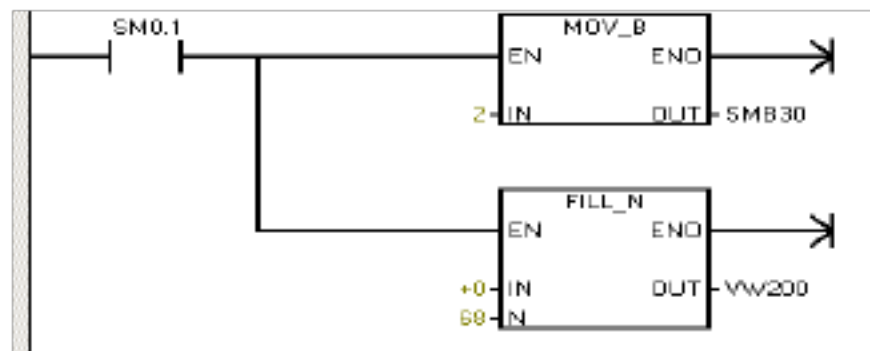 SM0.1
MOV_B
EN ENO
2 IN OUT SMB30
FILL_N
EN ENO
+0 IN OUT VW200
68 N